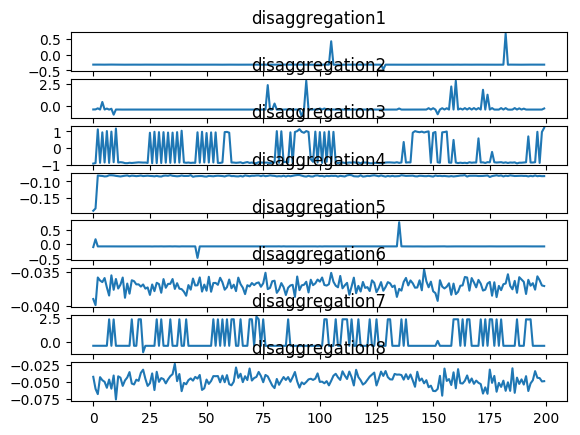 disaggregation1
0.5
0.0
−0.5
disaggregation2
2.5
0.0
disaggregation3
1
0
−1
disaggregation4
−0.10
−0.15
disaggregation5
0.5
0.0
−0.5
disaggregation6
−0.035
−0.040
disaggregation7
2.5
0.0
disaggregation8
−0.025
−0.050
−0.075
0 25 50 75 100 125 150 175 200